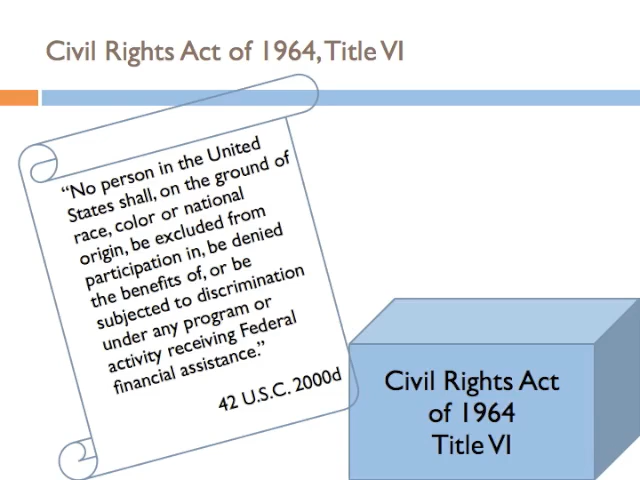 Civil Rights Act of 1964, Title VI
“No person in the United
States shall, on the ground of
race, color or national
origin, be excluded from
participation in, be denied
the benefits of, or be
subjected to discrimination
under any program or
activity receiving Federal
financial assistance.”
42 U.S.C. 2000d
Civil Rights Act
of 1964
Title VI